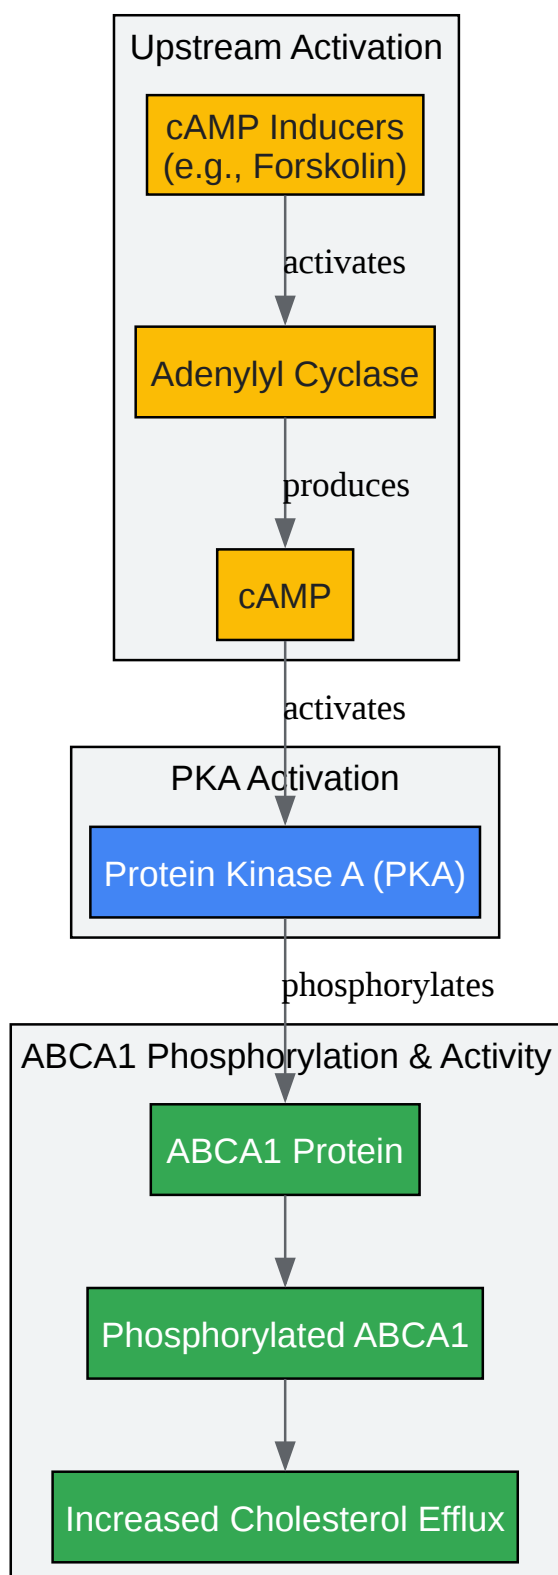 Upstream Activation
cAMP Inducers
(e.g., Forskolin)
activates
Adenylyl Cyclase
produces
cAMP
activates
PKA Activation
Protein Kinase A (PKA)
phosphorylates
ABCA1 Phosphorylation & Activity
ABCA1 Protein
Phosphorylated ABCA1
Increased Cholesterol Efflux